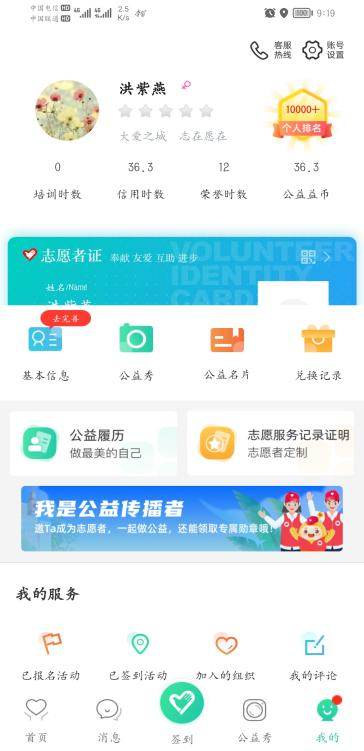 中国电信 HD 4G 4G 2.5 K/s 9:19
中国联通 HD
客服热线 账号设置
洪紫燕
大爱之城 志在愿在
10000+
个人排名
0 36.3 12 36.3
培训时数 信用时数 荣誉时数 公益益币
志愿者证 奉献 友爱 互助 进步
VOLUNTEER
IDENTITY
CARD
姓名/Name
洪紫燕
去完善
基本信息 公益秀 公益名片 兑换记录
公益履历 志愿服务记录证明
做最美的自己 志愿者定制
我是公益传播者
邀Ta成为志愿者，一起做公益，还能领取专属勋章哦！
我的服务
已报名活动 已签到活动 加入的组织 我的评论
首页 消息 签到 公益秀 我的